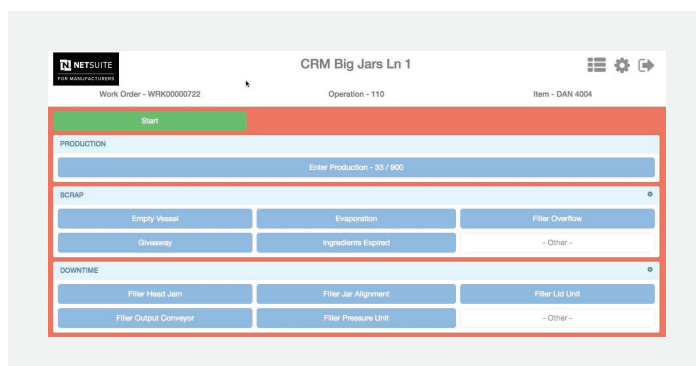 N NETSUITE
FOR MANUFACTURERS
CRM Big Jars Ln 1
Work Order - WRK00000722
Operation - 110
Item - DAN 4004
Start
PRODUCTION
Enter Production - 33 / 900
SCRAP
Empty Vessel
Evaporation
Filler Overflow
Giveaway
Ingredients Expired
- Other -
DOWNTIME
Filler Head Jam
Filler Jar Alignment
Filler Lid Unit
Filler Output Conveyor
Filler Pressure Unit
- Other -